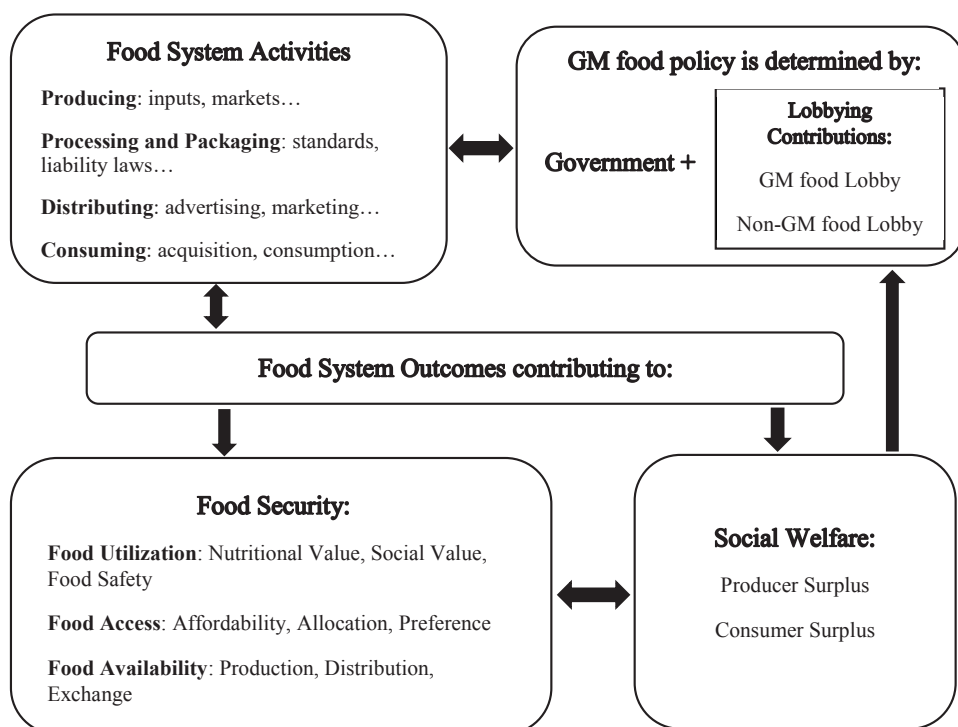 Food System Activities
Producing: inputs, markets…
Processing and Packaging: standards,
liability laws…
Distributing: advertising, marketing…
Consuming: acquisition, consumption…
GM food policy is determined by:
Government +
Lobbying
Contributions:
GM food Lobby
Non-GM food Lobby
Food System Outcomes contributing to:
Food Security:
Food Utilization: Nutritional Value, Social Value,
Food Safety
Food Access: Affordability, Allocation, Preference
Food Availability: Production, Distribution,
Exchange
Social Welfare:
Producer Surplus
Consumer Surplus